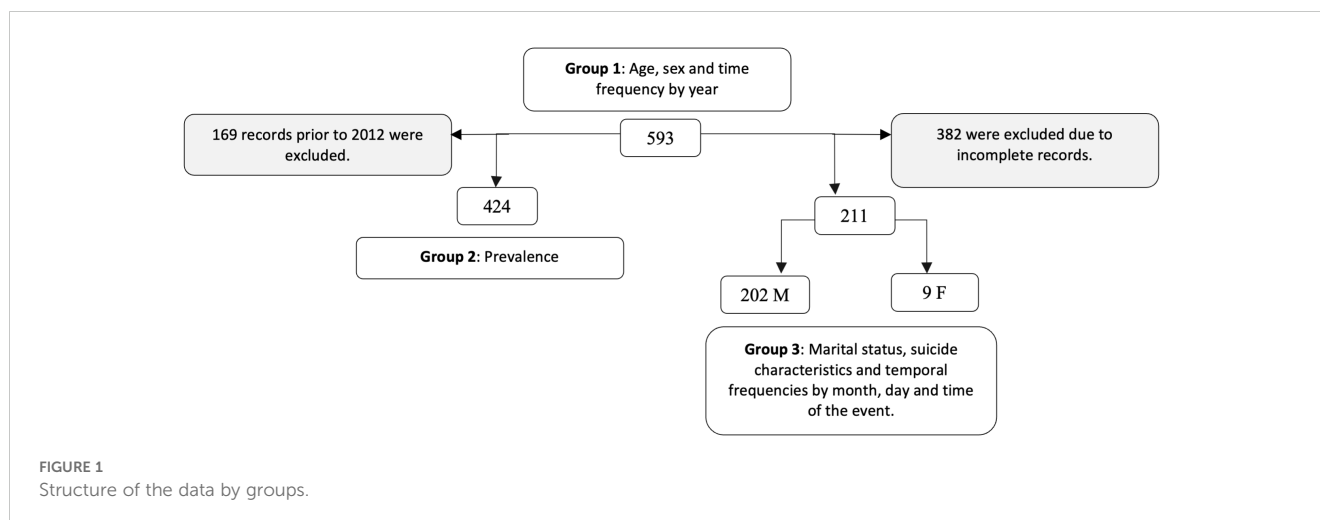 Group 1: Age, sex and time
frequency by year
169 records prior to 2012 were
excluded.
593
382 were excluded due to
incomplete records.
424
211
Group 2: Prevalence
202 M
9 F
Group 3: Marital status, suicide
characteristics and temporal
frequencies by month, day and time
of the event.
FIGURE 1
Structure of the data by groups.